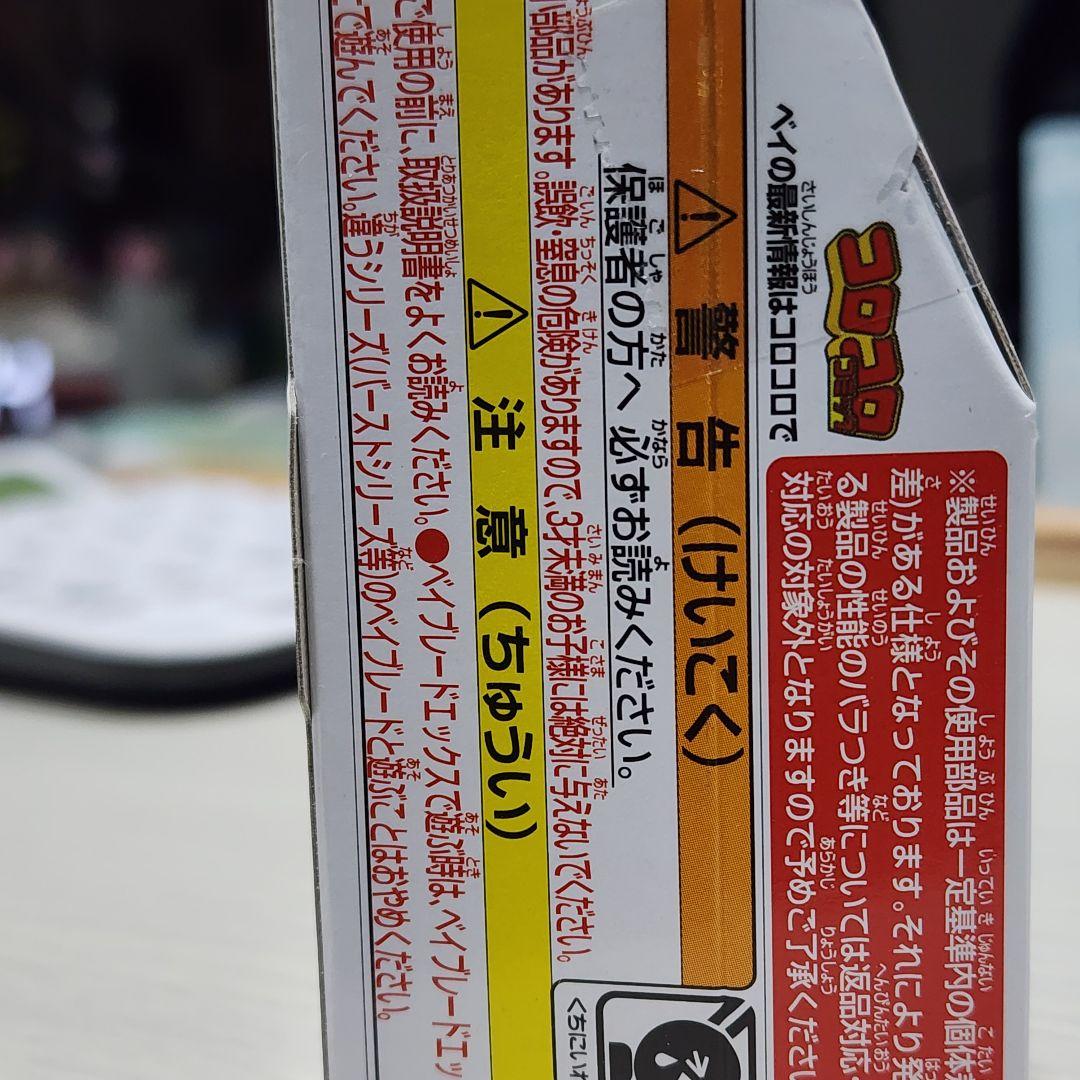 ベイの最新情報はコロコロで
コロコロ
コミック
※製品およびその使用部品は一定基準内の個体
差)がある仕様となっております。それにより発
る製品の性能のバラつき等については返品対応・
対応の対象外となりますので予めご了承くださ
警告(けいこく)
保護者の方へ 必ずお読みください。
部品があります。誤飲・窒息の危険がありますので、3才未満のお子様には絶対に与えないでください。
注意(ちゅうい)
使用の前に、取扱説明書をよくお読みください。●ベイブレードエックスで遊ぶ時は、ベイブレードエッ
で遊んでください。違うシリーズ(バーストシリーズ等)のベイブレードと遊ぶことはおやめください。
くちにい